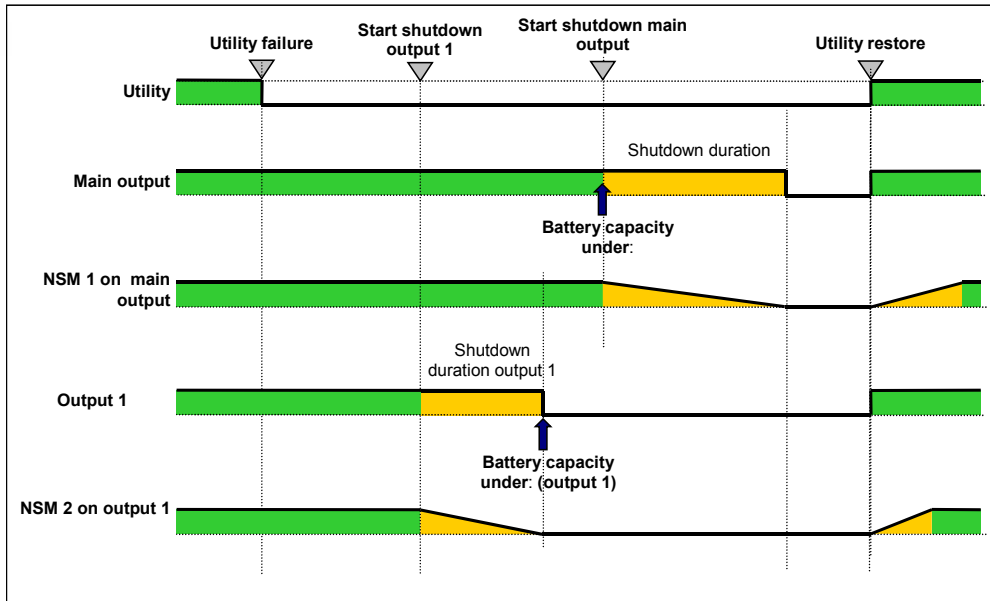 Utility failure
Start shutdown
output 1
Start shutdown main
output
Utility restore
Utility
Shutdown duration
Main output
Battery capacity
under:
NSM 1 on main
output
Shutdown
duration output 1
Output 1
Battery capacity
under: (output 1)
NSM 2 on output 1